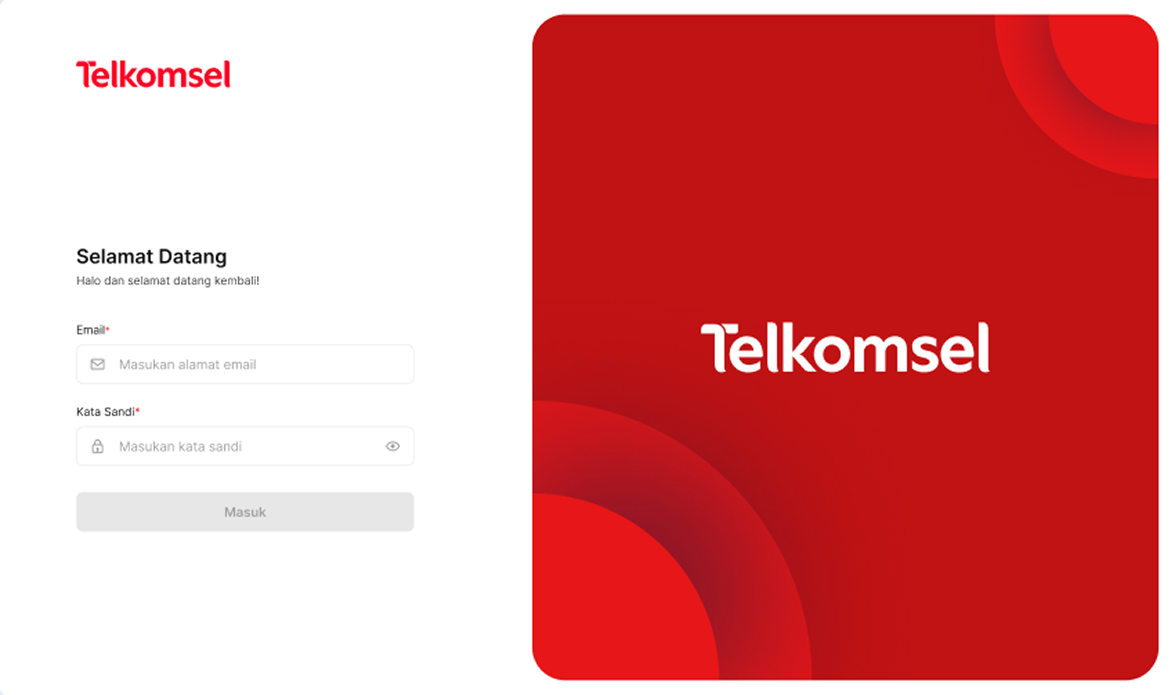 Telkomsel
Selamat Datang
Halo dan selamat datang kembali!
Email*
Masukan alamat email
Kata Sandi*
Masukan kata sandi
Masuk
Telkomsel